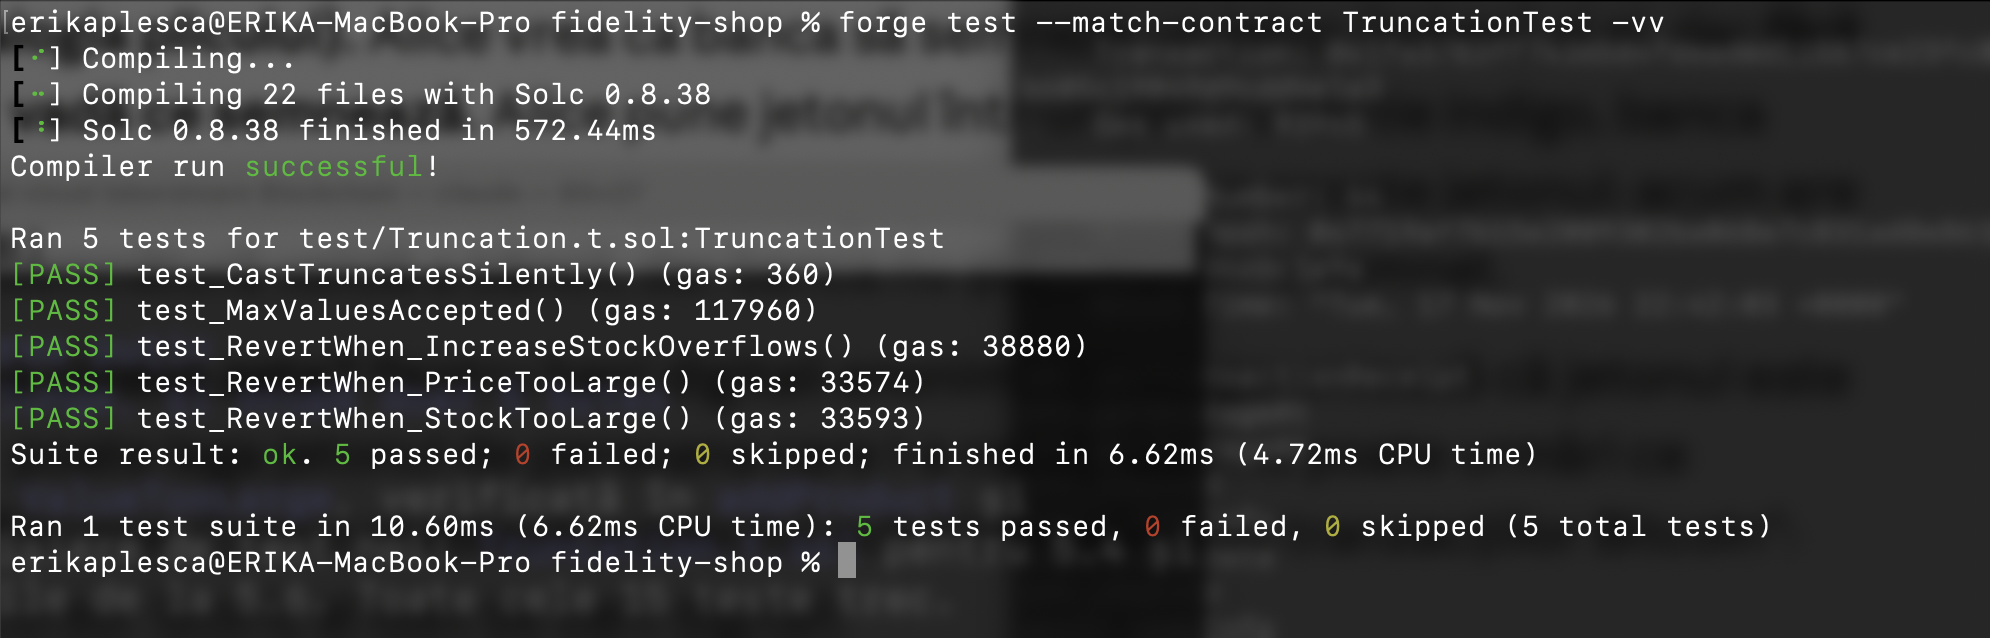 erikaplesca@ERIKA-MacBook-Pro fidelity-shop % forge test --match-contract TruncationTest -vv
[⠊] Compiling...
[⠒] Compiling 22 files with Solc 0.8.38
[⠘] Solc 0.8.38 finished in 572.44ms
Compiler run successful!

Ran 5 tests for test/Truncation.t.sol:TruncationTest
[PASS] test_CastTruncatesSilently() (gas: 360)
[PASS] test_MaxValuesAccepted() (gas: 117960)
[PASS] test_RevertWhen_IncreaseStockOverflows() (gas: 38880)
[PASS] test_RevertWhen_PriceTooLarge() (gas: 33574)
[PASS] test_RevertWhen_StockTooLarge() (gas: 33593)
Suite result: ok. 5 passed; 0 failed; 0 skipped; finished in 6.62ms (4.72ms CPU time)

Ran 1 test suite in 10.60ms (6.62ms CPU time): 5 tests passed, 0 failed, 0 skipped (5 total tests)
erikaplesca@ERIKA-MacBook-Pro fidelity-shop %